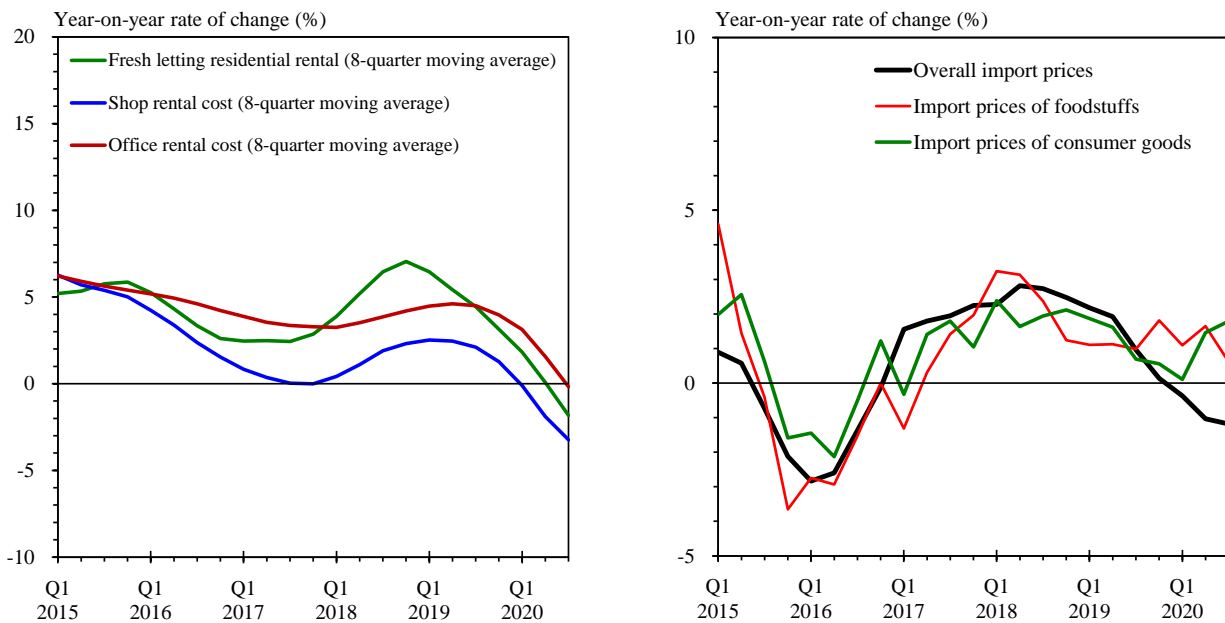 Year-on-year rate of change (%)
20
15
10
5
0
-5
-10
Fresh letting residential rental (8-quarter moving average)
Shop rental cost (8-quarter moving average)
Office rental cost (8-quarter moving average)
Q1 Q1 Q1 Q1 Q1 Q1
2015 2016 2017 2018 2019 2020
Year-on-year rate of change (%)
10
5
0
-5
Overall import prices
Import prices of foodstuffs
Import prices of consumer goods
Q1 Q1 Q1 Q1 Q1 Q1
2015 2016 2017 2018 2019 2020